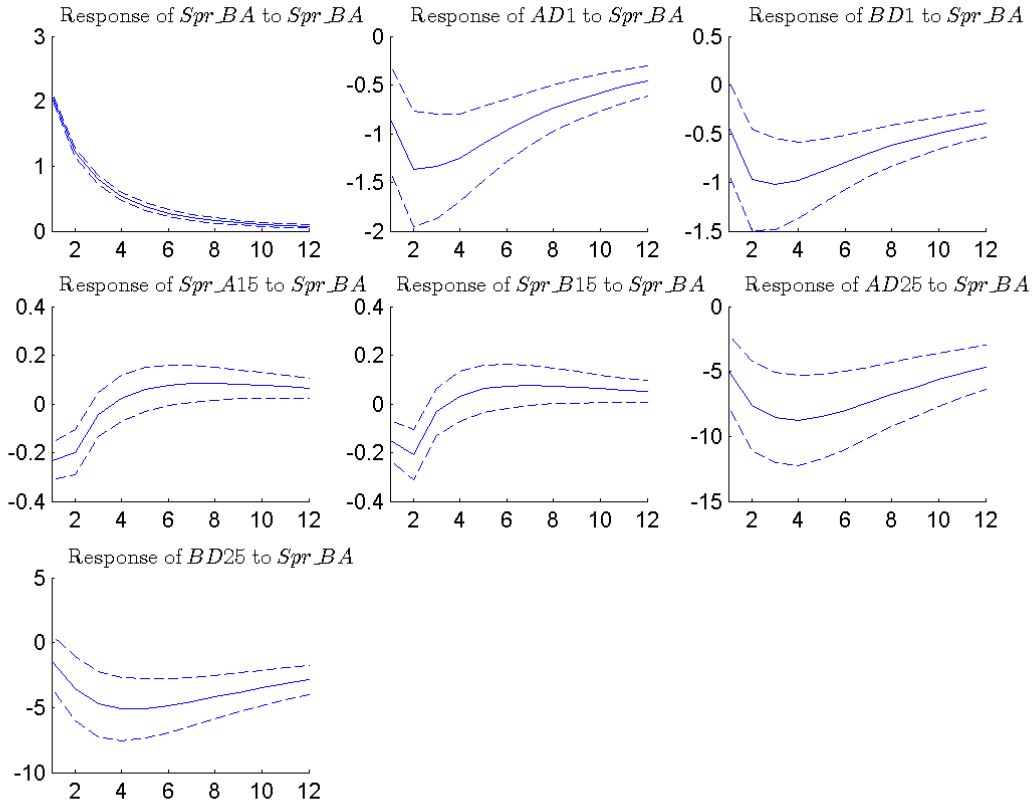 Response of Spr_BA to Spr_BA
3
2
1
0
2 4 6 8 10 12
Response of AD1 to Spr_BA
0
-0.5
-1
-1.5
-2
2 4 6 8 10 12
Response of BD1 to Spr_BA
0.5
0
-0.5
-1
-1.5
2 4 6 8 10 12
Response of Spr_A15 to Spr_BA
0.4
0.2
0
-0.2
-0.4
2 4 6 8 10 12
Response of Spr_B15 to Spr_BA
0.4
0.2
0
-0.2
-0.4
2 4 6 8 10 12
Response of AD25 to Spr_BA
0
-5
-10
-15
2 4 6 8 10 12
Response of BD25 to Spr_BA
5
0
-5
-10
2 4 6 8 10 12